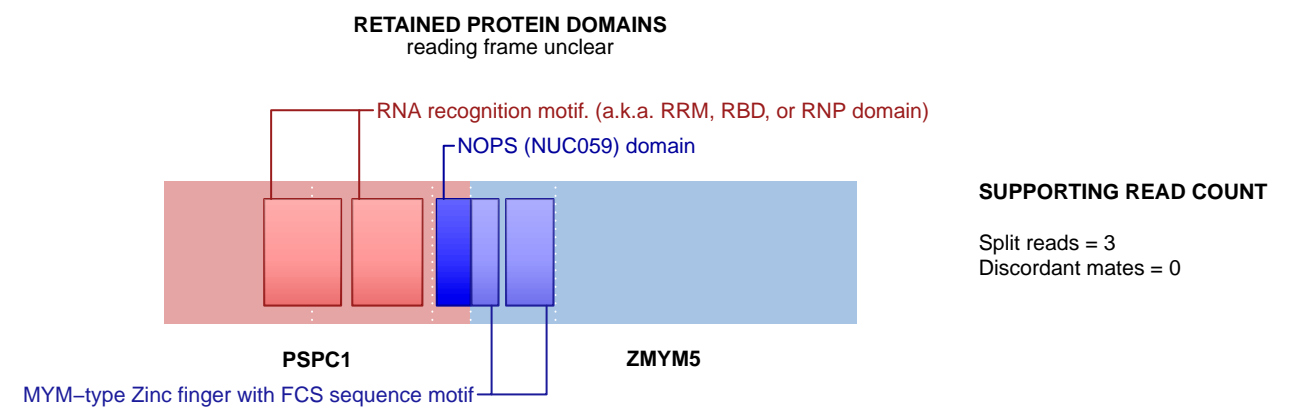 RETAINED PROTEIN DOMAINS
reading frame unclear
RNA recognition motif. (a.k.a. RRM, RBD, or RNP domain)
NOPS (NUC059) domain
SUPPORTING READ COUNT
Split reads = 3
Discordant mates = 0
PSPC1
ZMYM5
MYM−type Zinc finger with FCS sequence motif